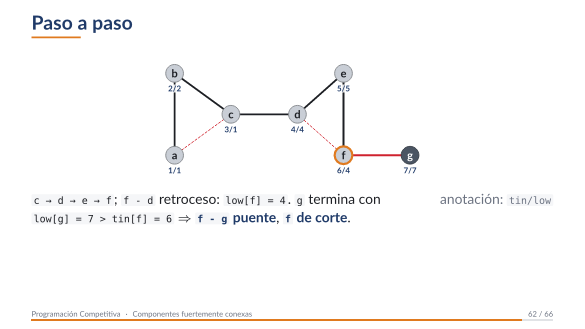 Paso a paso
b
e
2/2
5/5
c
d
3/1
4/4
a
f
g
1/1
6/4
7/7
c → d → e → f; f - d retroceso: low[f] = 4. g termina con
low[g] = 7 > tin[f] = 6 ⇒ f - g puente, f de corte.
anotación: tin/low
Programación Competitiva · Componentes fuertemente conexas
62 / 66